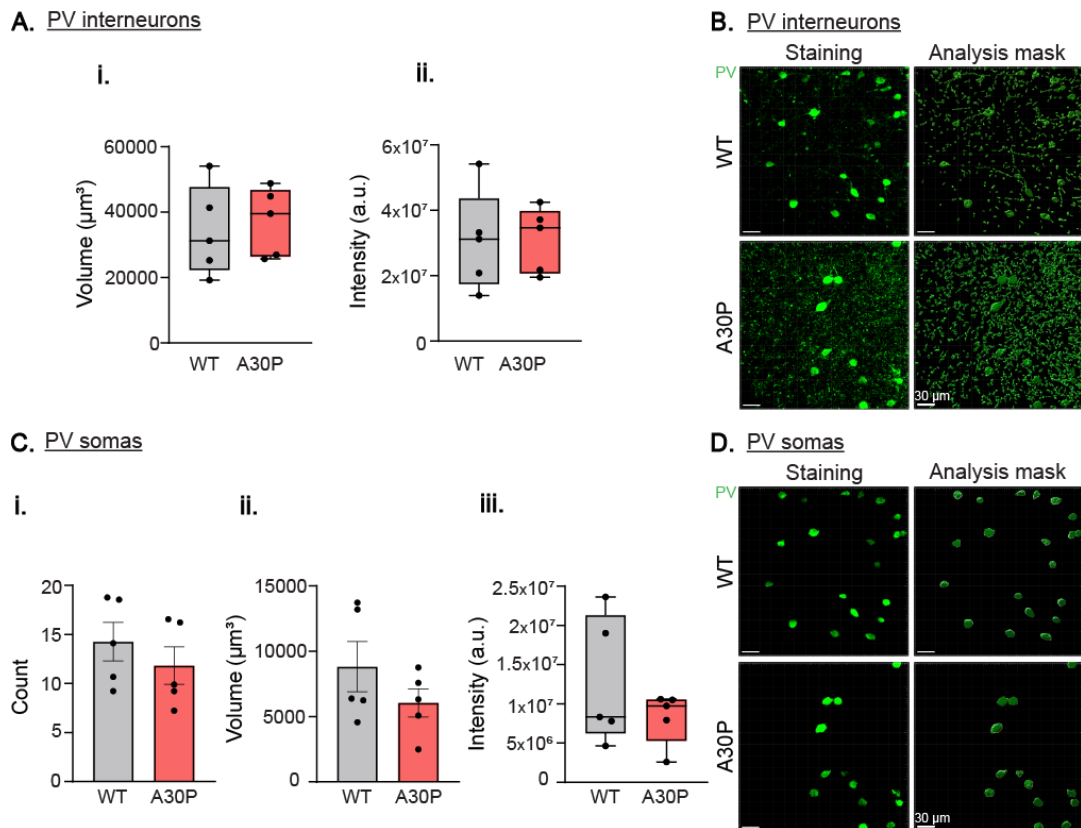 A. PV interneurons
i.
ii.
60000
40000
20000
0
Volume (µm³)
WT A30P
6x10⁷
4x10⁷
2x10⁷
0
Intensity (a.u.)
WT A30P
B. PV interneurons
Staining Analysis mask
PV
WT
A30P
30 µm
C. PV somas
i.
ii.
iii.
20
15
10
5
0
Count
WT A30P
15000
10000
5000
0
Volume (µm³)
WT A30P
2.5x10⁷
2x10⁷
1.5x10⁷
1x10⁷
5x10⁶
0
Intensity (a.u.)
WT A30P
D. PV somas
Staining Analysis mask
PV
WT
A30P
30 µm